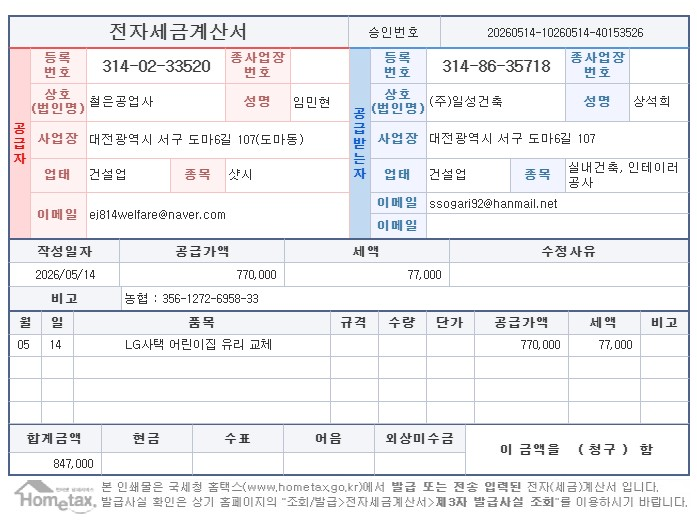 전자세금계산서 승인번호 20260514-10260514-40153526
공급자
등록번호 314-02-33520 종사업장번호
상호(법인명) 철은공업사 성명 임민현
사업장 대전광역시 서구 도마6길 107(도마동)
업태 건설업 종목 샷시
이메일 ej814welfare@naver.com
공급받는자
등록번호 314-86-35718 종사업장번호
상호(법인명) (주)일성건축 성명 상석희
사업장 대전광역시 서구 도마6길 107
업태 건설업 종목 실내건축, 인테리어
공사
이메일 ssogari92@hanmail.net
이메일
작성일자 공급가액 세액 수정사유
2026/05/14 770,000 77,000
비고 농협 : 356-1272-6958-33
월 일 품목 규격 수량 단가 공급가액 세액 비고
05 14 LG사택 어린이집 유리 교체 770,000 77,000
합계금액 현금 수표 어음 외상미수금 이 금액을 ( 청구 ) 함
847,000
Hometax.
본 인쇄물은 국세청 홈택스(www.hometax.go.kr)에서 발급 또는 전송 입력된 전자(세금)계산서 입니다.
발급사실 확인은 상기 홈페이지의 "조회/발급>전자세금계산서>제3자 발급사실 조회"를 이용하시기 바랍니다.